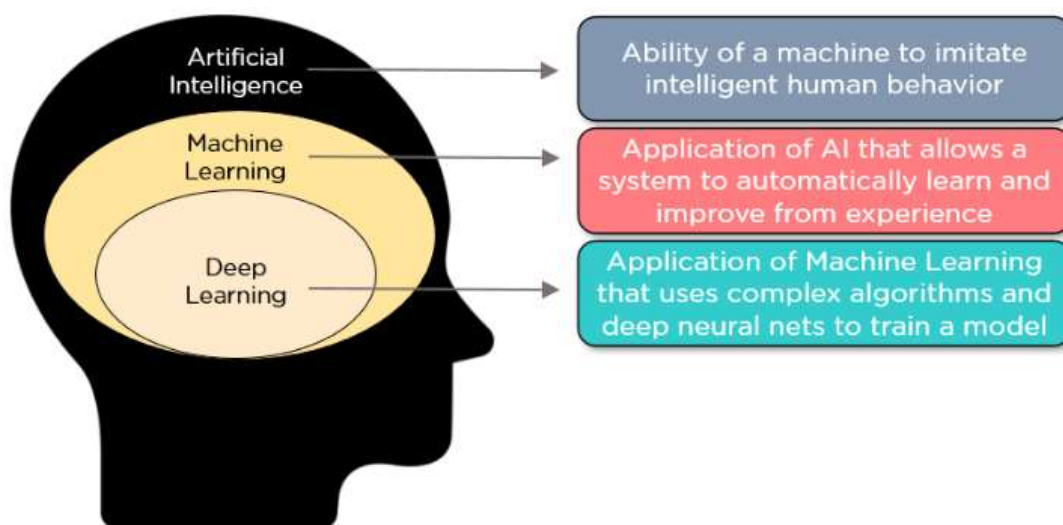 Artificial
Intelligence
Ability of a machine to imitate
intelligent human behavior
Machine
Learning
Application of AI that allows a
system to automatically learn and
improve from experience
Deep
Learning
Application of Machine Learning
that uses complex algorithms and
deep neural nets to train a model